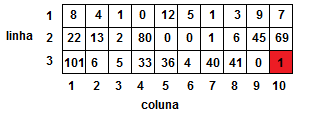 1 8 4 1 0 12 5 1 3 9 7
linha 2 22 13 2 80 0 0 1 6 45 69
3 101 6 5 33 36 4 40 41 0 1
1 2 3 4 5 6 7 8 9 10
coluna